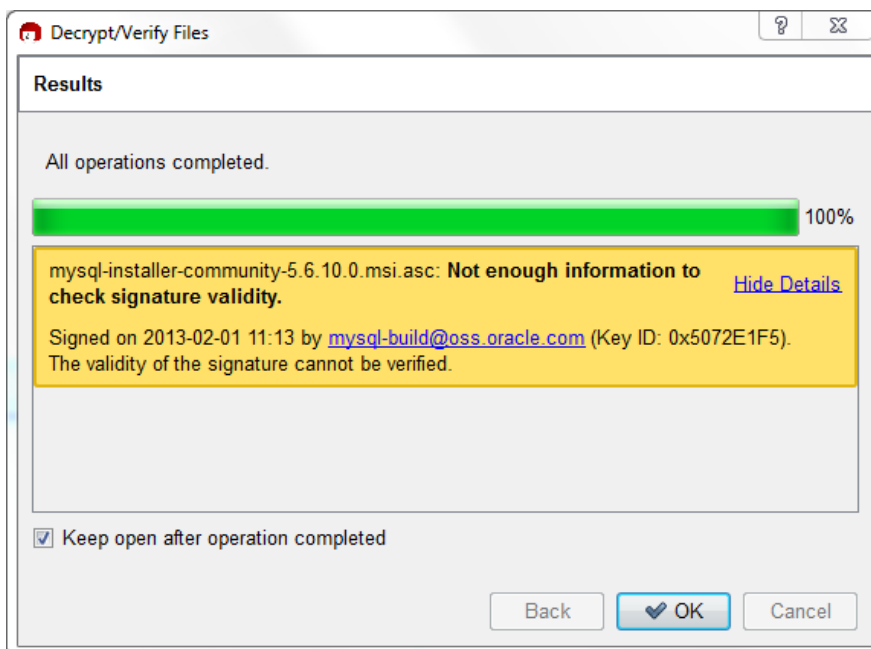 Decrypt/Verify Files
Results
All operations completed.
100%
mysql-installer-community-5.6.10.0.msi.asc: Not enough information to
check signature validity.
Hide Details
Signed on 2013-02-01 11:13 by mysql-build@oss.oracle.com (Key ID: 0x5072E1F5).
The validity of the signature cannot be verified.
Keep open after operation completed
Back
OK
Cancel